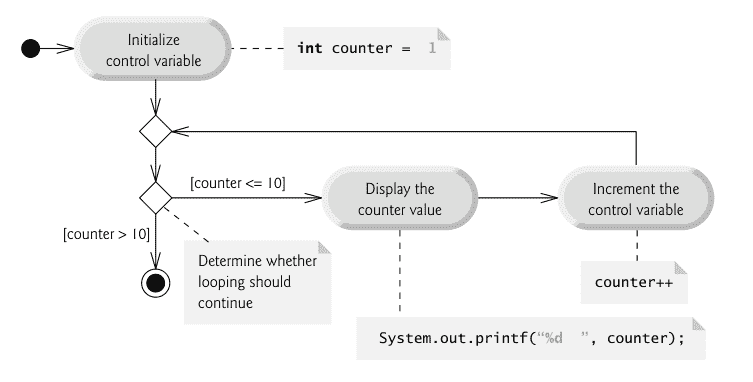 Initialize
control variable
int counter = 1
[counter <= 10]
Display the
counter value
Increment the
control variable
[counter > 10]
Determine whether
looping should
continue
counter++
System.out.printf(“%d  ”, counter);